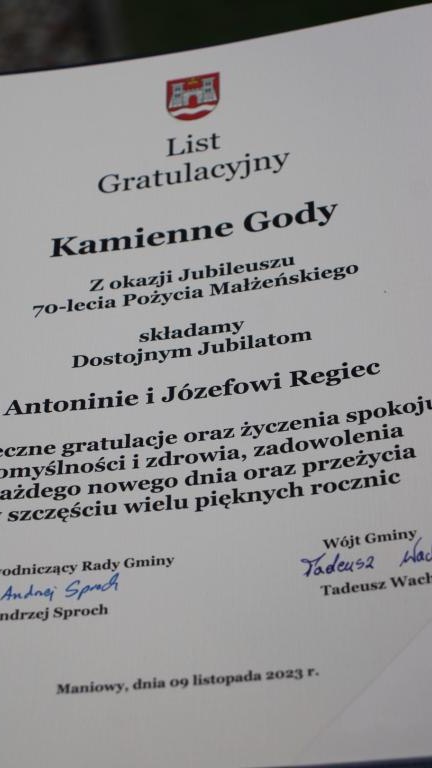 List
Gratulacyjny
Kamienne Gody
Z okazji Jubileuszu
70-lecia Pożycia Małżeńskiego
składamy
Dostojnym Jubilatom
Antoninie i Józefowi Regiec
eczne gratulacje oraz życzenia spokoju
omyślności i zdrowia, zadowolenia
ażdego nowego dnia oraz przeżycia
szczęściu wielu pięknych rocznic
wodniczący Rady Gminy
Andrzej Sproch
ndrzej Sproch
Wójt Gminy
Tadeusz Wach
Tadeusz Wach
Maniowy, dnia 09 listopada 2023 r.